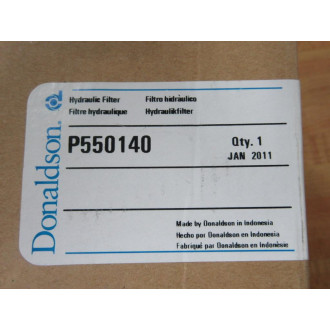 Donaldson.
Hydraulic Filter Filtro hidráulico
Filtre hydraulique Hydraulikfilter
P550140
Qty. 1
JAN 2011
Made by Donaldson in Indonesia
Hecho por Donaldson en Indonesia
Fabriqué par Donaldson en Indonésie